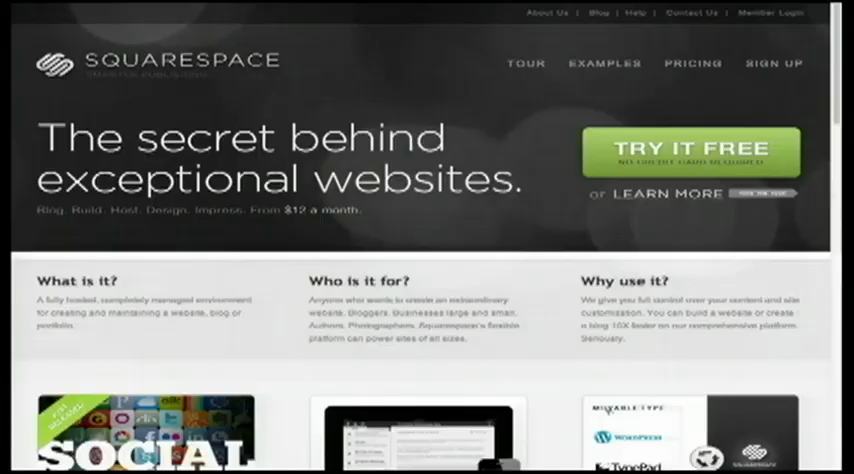 About Us | Blog | Help | Contact Us | Member Login
SQUARESPACE
TOUR EXAMPLES PRICING SIGN UP
The secret behind
exceptional websites.
TRY IT FREE
NO CREDIT CARD REQUIRED
or LEARN MORE
Blog. Build. Host. Design. Impress. From $12 a month.
What is it?
A fully hosted, completely managed environment
for creating and maintaining a website, blog or
portfolio.
Who is it for?
Anyone who wants to create an extraordinary
website. Bloggers. Businesses large and small.
Authors. Photographers. Squarespace's flexible
platform can power sites of all sizes.
Why use it?
We give you full control over your content and site
customization. You can build a website or create
a blog 10X faster on our comprehensive platform.
Seriously.
SOCIAL
MOVABLE TYPE
WORDPRESS
TypePad
SQUARESPACE